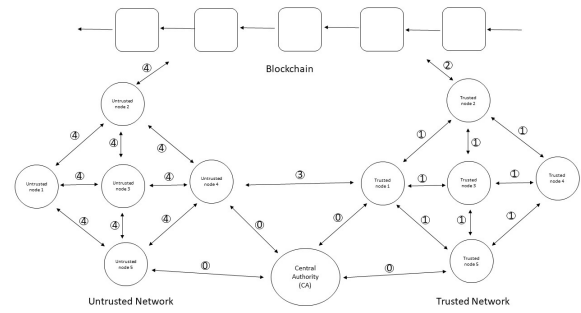 Blockchain
④
②
Untrusted
node 2
Trusted
node 2
④
④
④
①
①
①
Untrusted
node 1
④
Untrusted
node 3
④
Untrusted
node 4
③
Trusted
node 1
①
Trusted
node 3
①
Trusted
node 4
④
④
④
⓪
⓪
①
①
①
Untrusted
node 5
⓪
Central
Authority
(CA)
⓪
Trusted
node 5
Untrusted Network
Trusted Network